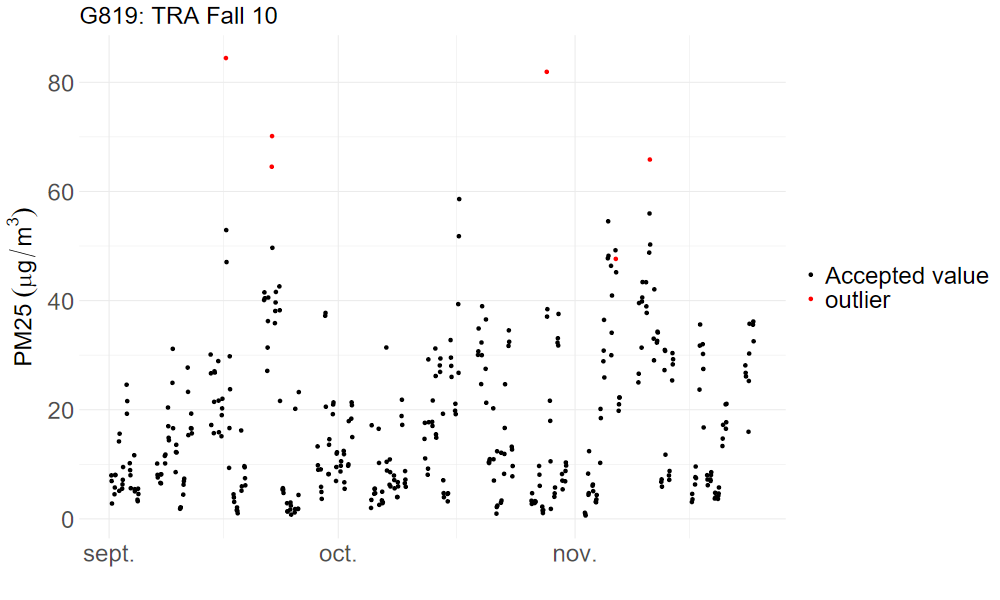 G819: TRA Fall 10
PM25 (μg/m³)
80
60
40
20
0
sept.
oct.
nov.
Accepted value
outlier